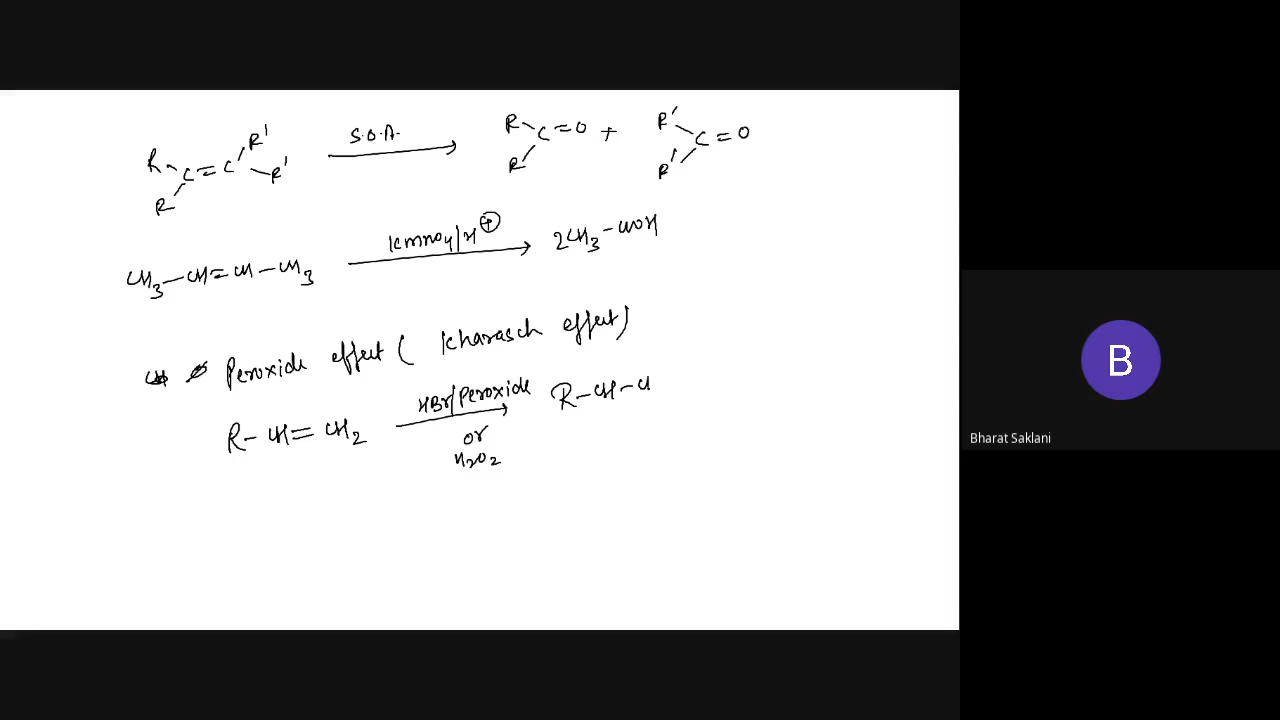 R R C = C R' R' S.O.A. R R C = O + R' R' C = O
CH3 - CH = CH - CH3 KMnO4/H⊕ 2CH3 - COOH
Peroxide effect ( Kharasch effect)
R - CH = CH2 HBr/Peroxide or H2O2 R - CH - C
B
Bharat Saklani